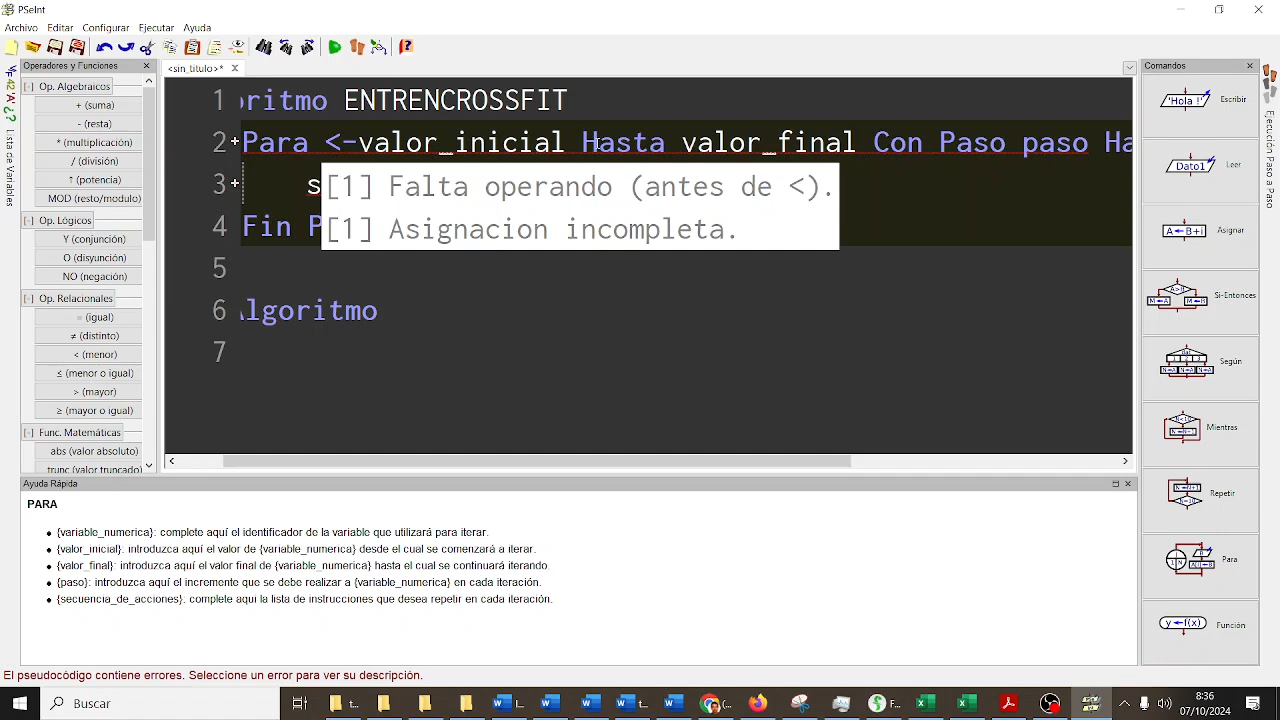 PSeInt
Archivo Editar Configurar Ejecutar Ayuda
Operadores y Funciones
Op. Algebraicos
+ (suma)
- (resta)
* (multiplicación)
/ (división)
↑ (potencia)
MOD (resto/modulo)
Op. Lógicos
Y (conjunción)
O (disyunción)
NO (negación)
Op. Relacionales
= (igual)
≠ (distinto)
< (menor)
≤ (menor o igual)
> (mayor)
≥ (mayor o igual)
Func. Matemáticas
abs (valor absoluto)
trunc (valor truncado)
Lista de Variables
<sin_titulo>*
1 oritmo ENTRENCROSSFIT
2 Para <-valor_inicial Hasta valor_final Con Paso paso Ha
3 s
4 Fin P
5
6 Algoritmo
7
[1] Falta operando (antes de <).
[1] Asignacion incompleta.
Comandos
'Hola !' Escribir
Dato1 Leer
A←B+i Asignar
Si-Entonces
Según
Mientras
Repetir
Para
y←f(x) Función
Ejecución Paso a Paso
Ayuda Rápida
PARA
{variable_numerica}: complete aquí el identificador de la variable que utilizará para iterar.
{valor_inicial}: introduzca aquí el valor de {variable_numerica} desde el cual se comenzará a iterar.
{valor_final}: introduzca aquí el valor final de {variable_numerica} hasta el cual se continuará iterando.
{paso}: introduzca aquí el incremento que se debe realizar a {variable_numerica} en cada iteración.
{secuencia_de_acciones}: complete aqui la lista de instrucciones que desea repetir en cada iteración.
El pseudocódigo contiene errores. Seleccione un error para ver su descripción.
Buscar
8:36
07/10/2024